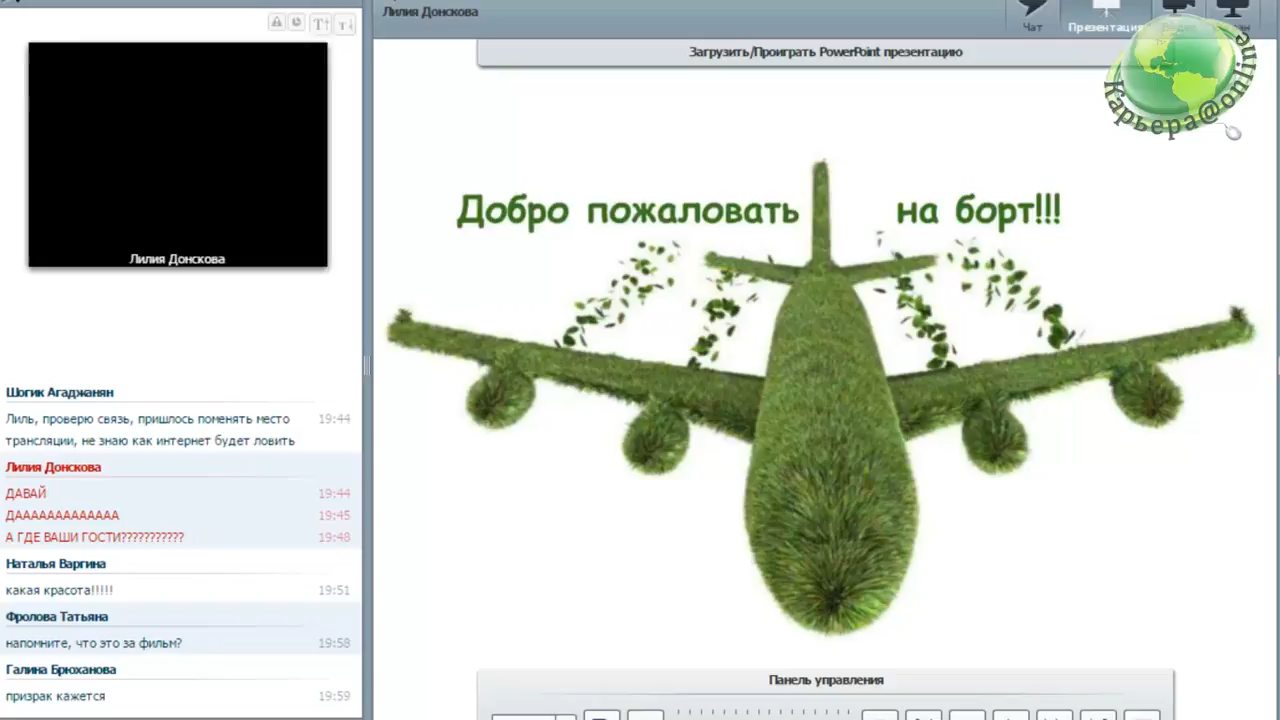 Лилия Донскова
Чат
Презентация
Загрузить/Проиграть PowerPoint презентацию
Карьера@online
Лилия Донскова
Добро пожаловать на борт!!!
Шогик Агаджанян
Лиль, проверю связь, пришлось поменять место 19:44
трансляции, не знаю как интернет будет ловить
Лилия Донскова
ДАВАЙ 19:44
ДААААААААААААА 19:45
А ГДЕ ВАШИ ГОСТИ??????????? 19:48
Наталья Варгина
какая красота!!!!! 19:51
Фролова Татьяна
напомните, что это за фильм? 19:58
Галина Брюханова
призрак кажется 19:59
Панель управления